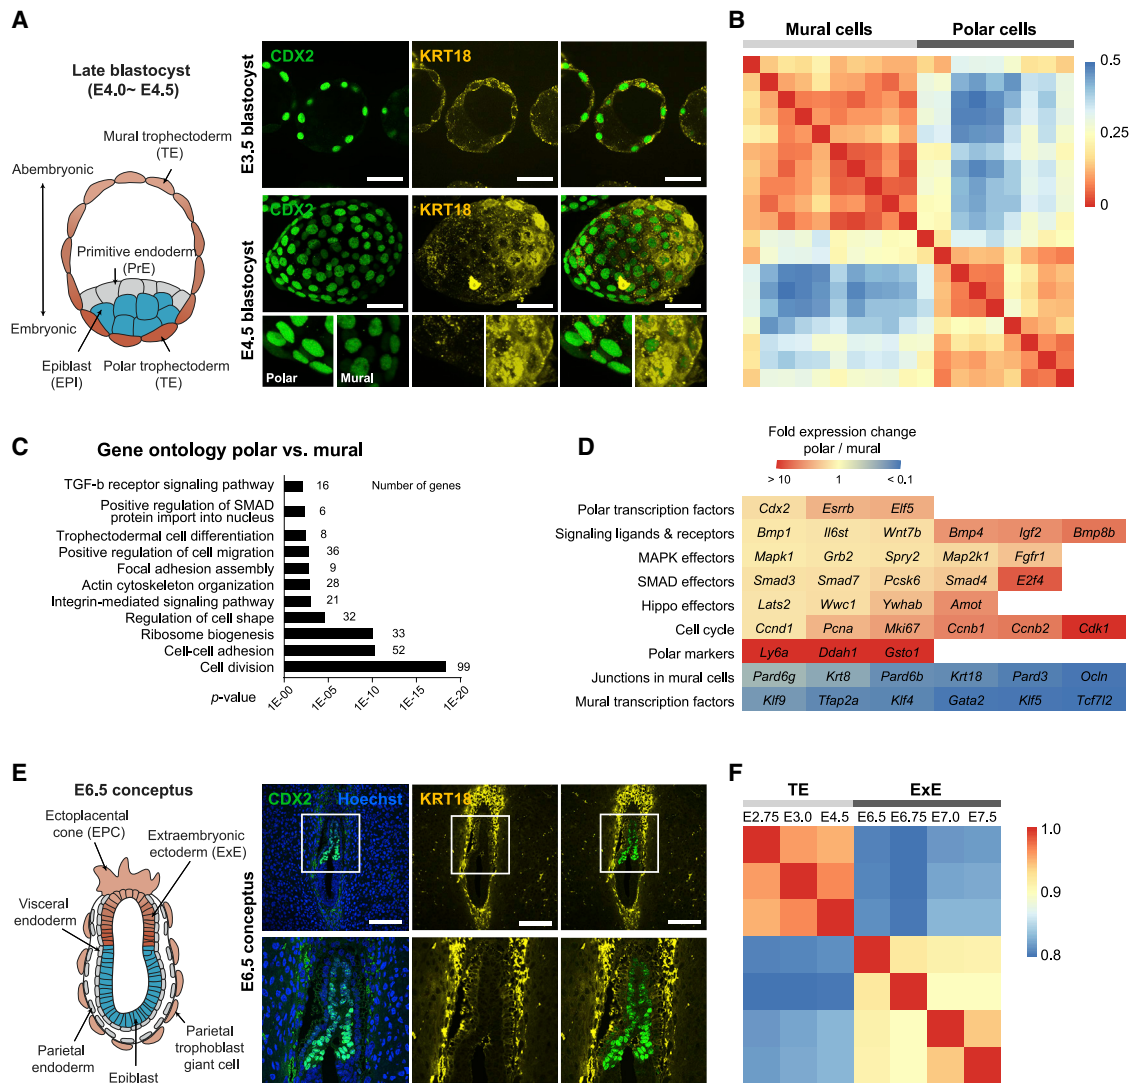 A
Late blastocyst
(E4.0~ E4.5)
Mural trophectoderm
(TE)
Abembryonic
Primitive endoderm
(PrE)
Embryonic
Epiblast
(EPI)
Polar trophectoderm
(TE)
E3.5 blastocyst
CDX2
KRT18
E4.5 blastocyst
CDX2
KRT18
Polar
Mural
B
Mural cells
Polar cells
0.5
0.25
0
C
Gene ontology polar vs. mural
Number of genes
TGF-b receptor signaling pathway 16
Positive regulation of SMAD
protein import into nucleus 6
Trophectodermal cell differentiation 8
Positive regulation of cell migration 36
Focal adhesion assembly 9
Actin cytoskeleton organization 28
Integrin-mediated signaling pathway 21
Regulation of cell shape 32
Ribosome biogenesis 33
Cell-cell adhesion 52
Cell division 99
p-value
1E-00 1E-05 1E-10 1E-15 1E-20
D
Fold expression change
polar / mural
> 10 1 < 0.1
Polar transcription factors Cdx2 Esrrb Elf5
Signaling ligands & receptors Bmp1 Il6st Wnt7b Bmp4 Igf2 Bmp8b
MAPK effectors Mapk1 Grb2 Spry2 Map2k1 Fgfr1
SMAD effectors Smad3 Smad7 Pcsk6 Smad4 E2f4
Hippo effectors Lats2 Wwc1 Ywhab Amot
Cell cycle Ccnd1 Pcna Mki67 Ccnb1 Ccnb2 Cdk1
Polar markers Ly6a Ddah1 Gsto1
Junctions in mural cells Pard6g Krt8 Pard6b Krt18 Pard3 Ocln
Mural transcription factors Klf9 Tfap2a Klf4 Gata2 Klf5 Tcf7l2
E
E6.5 conceptus
Ectoplacental
cone (EPC)
Extraembryonic
ectoderm (ExE)
Visceral
endoderm
Parietal
endoderm
Epiblast
Parietal
trophoblast
giant cell
E6.5 conceptus
CDX2 Hoechst
KRT18
F
TE
ExE
E2.75 E3.0 E4.5 E6.5 E6.75 E7.0 E7.5
1.0
0.9
0.8